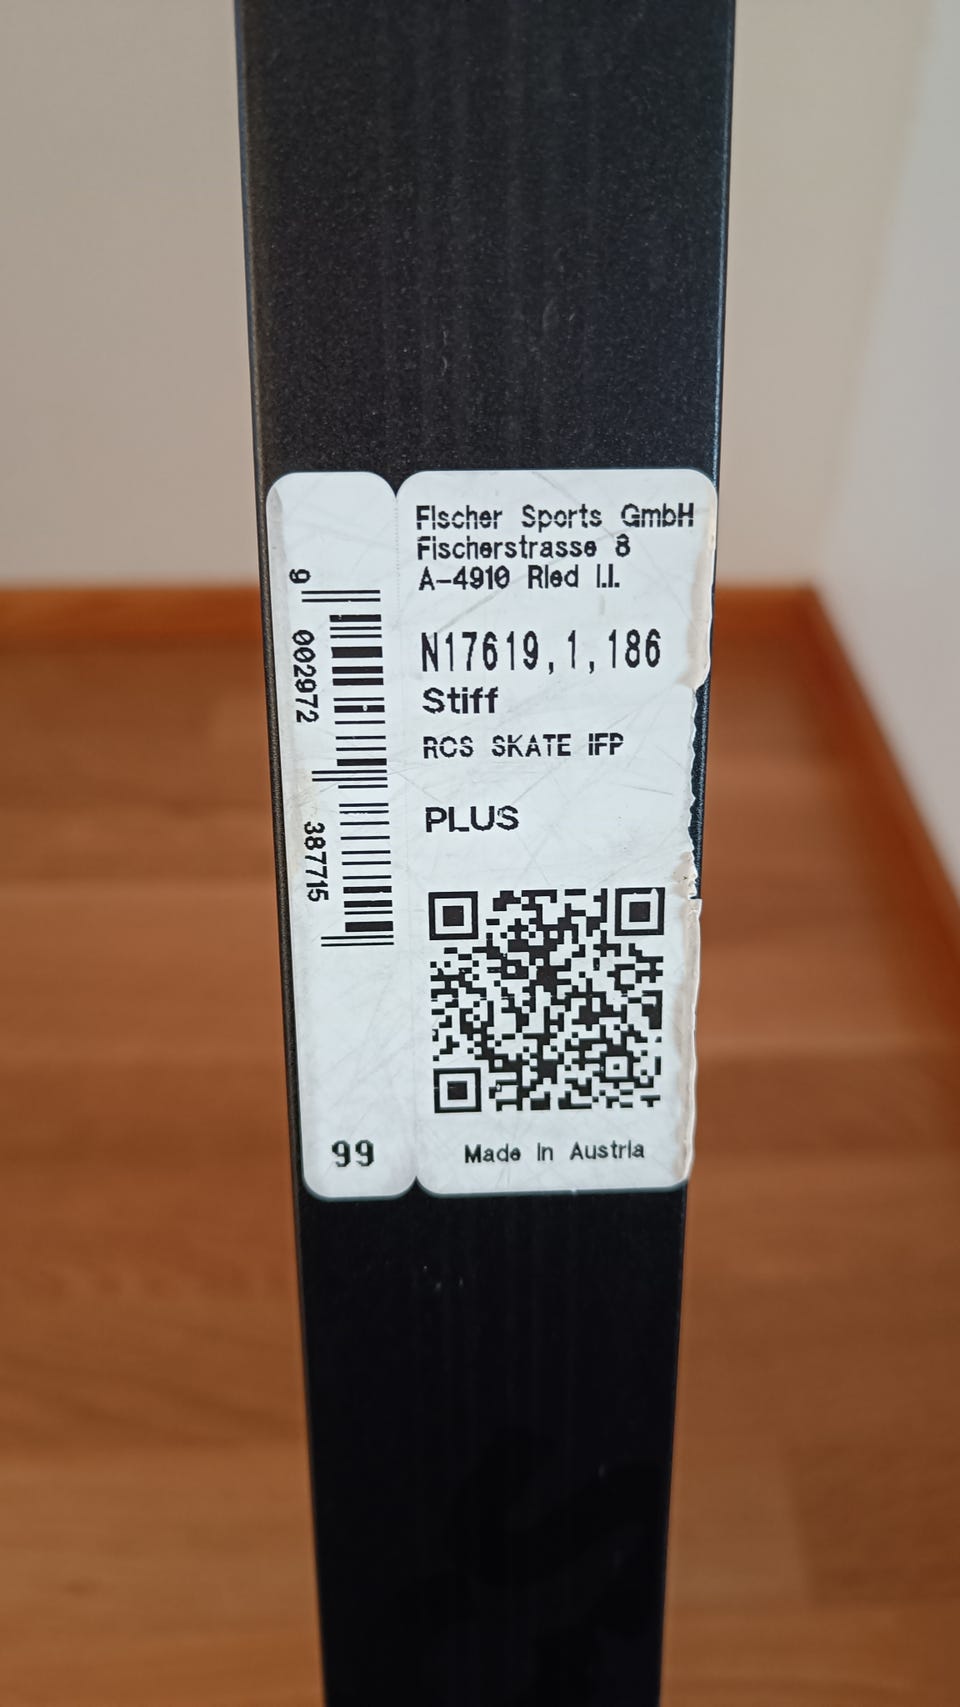 Fischer Sports GmbH
Fischerstrasse 8
A-4910 Ried I.I.
N17619,1,186
Stiff
RCS SKATE IFP
PLUS
Made In Austria
9 002972 387715
99